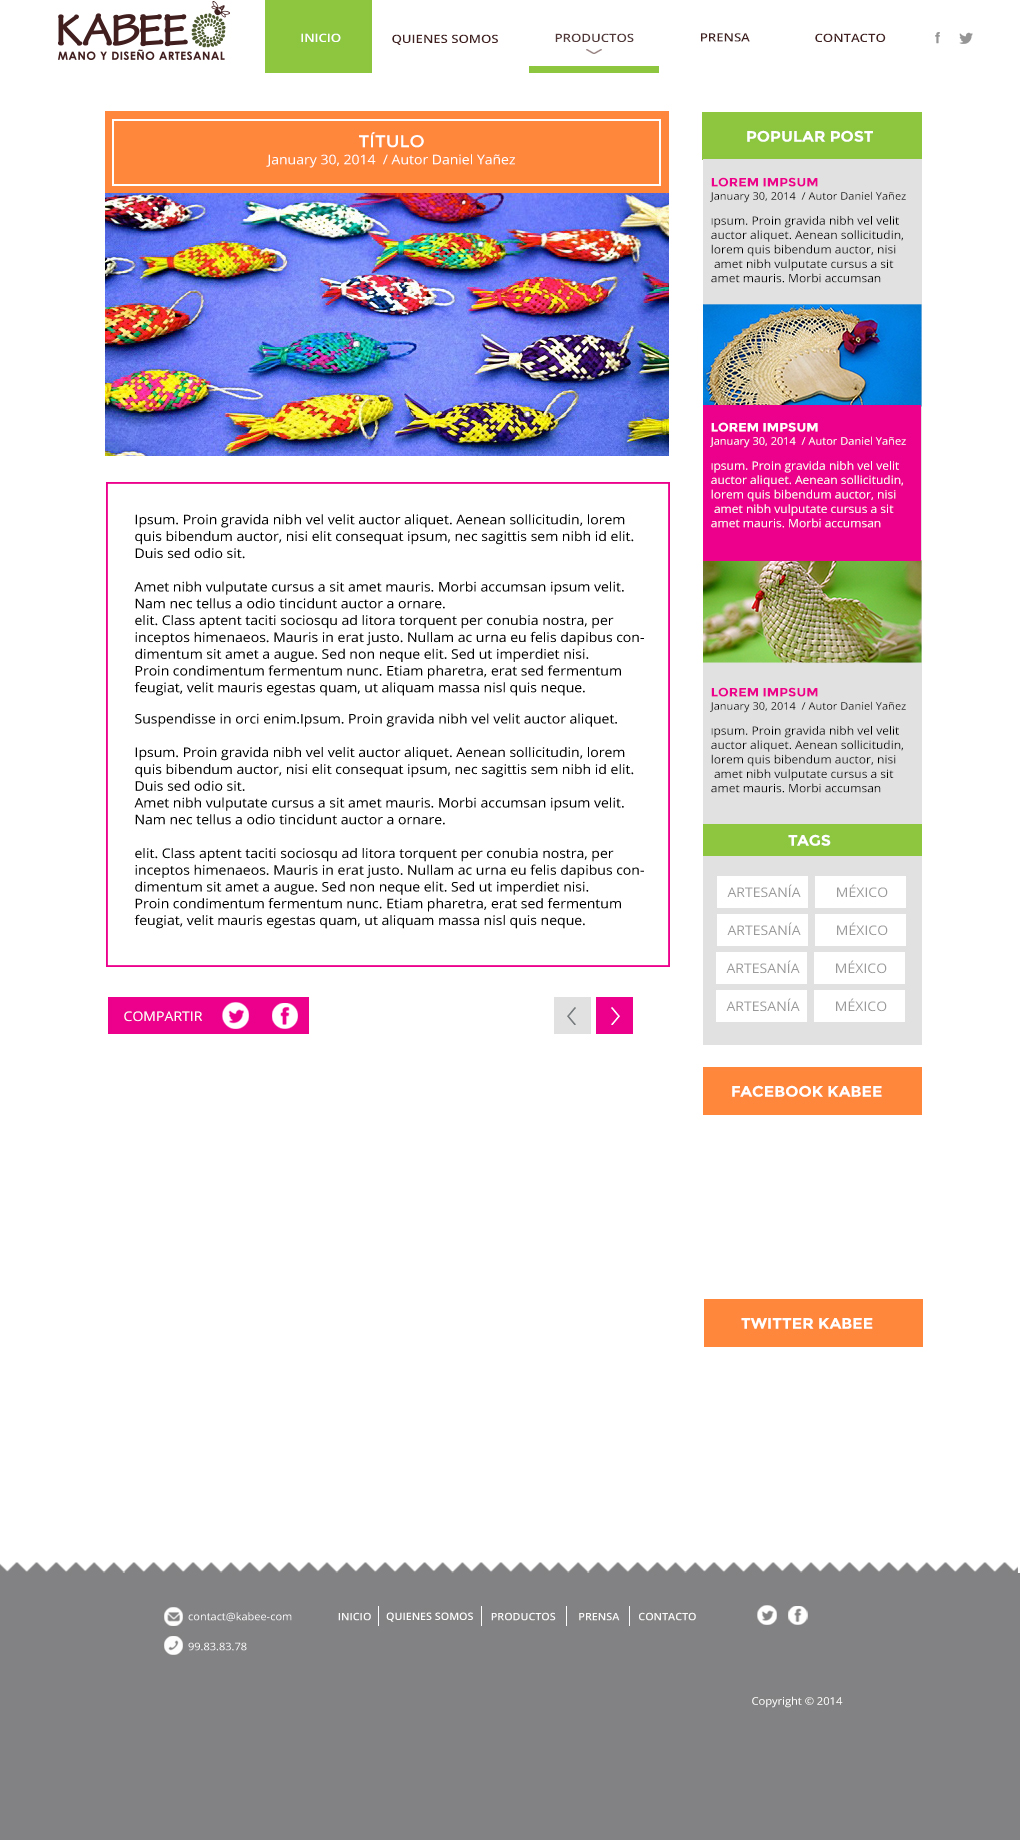 KABEE
MANO Y DISEÑO ARTESANAL
INICIO
QUIENES SOMOS
PRODUCTOS
PRENSA
CONTACTO
TÍTULO
January 30, 2014 / Autor Daniel Yañez
Ipsum. Proin gravida nibh vel velit auctor aliquet. Aenean sollicitudin, lorem
quis bibendum auctor, nisi elit consequat ipsum, nec sagittis sem nibh id elit.
Duis sed odio sit.
Amet nibh vulputate cursus a sit amet mauris. Morbi accumsan ipsum velit.
Nam nec tellus a odio tincidunt auctor a ornare.
elit. Class aptent taciti sociosqu ad litora torquent per conubia nostra, per
inceptos himenaeos. Mauris in erat justo. Nullam ac urna eu felis dapibus con-
dimentum sit amet a augue. Sed non neque elit. Sed ut imperdiet nisi.
Proin condimentum fermentum nunc. Etiam pharetra, erat sed fermentum
feugiat, velit mauris egestas quam, ut aliquam massa nisl quis neque.
Suspendisse in orci enim.Ipsum. Proin gravida nibh vel velit auctor aliquet.
Ipsum. Proin gravida nibh vel velit auctor aliquet. Aenean sollicitudin, lorem
quis bibendum auctor, nisi elit consequat ipsum, nec sagittis sem nibh id elit.
Duis sed odio sit.
Amet nibh vulputate cursus a sit amet mauris. Morbi accumsan ipsum velit.
Nam nec tellus a odio tincidunt auctor a ornare.
elit. Class aptent taciti sociosqu ad litora torquent per conubia nostra, per
inceptos himenaeos. Mauris in erat justo. Nullam ac urna eu felis dapibus con-
dimentum sit amet a augue. Sed non neque elit. Sed ut imperdiet nisi.
Proin condimentum fermentum nunc. Etiam pharetra, erat sed fermentum
feugiat, velit mauris egestas quam, ut aliquam massa nisl quis neque.
COMPARTIR
POPULAR POST
LOREM IMPSUM
January 30, 2014 / Autor Daniel Yañez
ipsum. Proin gravida nibh vel velit
auctor aliquet. Aenean sollicitudin,
lorem quis bibendum auctor, nisi
amet nibh vulputate cursus a sit
amet mauris. Morbi accumsan
LOREM IMPSUM
January 30, 2014 / Autor Daniel Yañez
ipsum. Proin gravida nibh vel velit
auctor aliquet. Aenean sollicitudin,
lorem quis bibendum auctor, nisi
amet nibh vulputate cursus a sit
amet mauris. Morbi accumsan
LOREM IMPSUM
January 30, 2014 / Autor Daniel Yañez
ipsum. Proin gravida nibh vel velit
auctor aliquet. Aenean sollicitudin,
lorem quis bibendum auctor, nisi
amet nibh vulputate cursus a sit
amet mauris. Morbi accumsan
TAGS
ARTESANÍA MÉXICO
ARTESANÍA MÉXICO
ARTESANÍA MÉXICO
ARTESANÍA MÉXICO
FACEBOOK KABEE
TWITTER KABEE
contact@kabee-com
99.83.83.78
INICIO
QUIENES SOMOS
PRODUCTOS
PRENSA
CONTACTO
Copyright © 2014